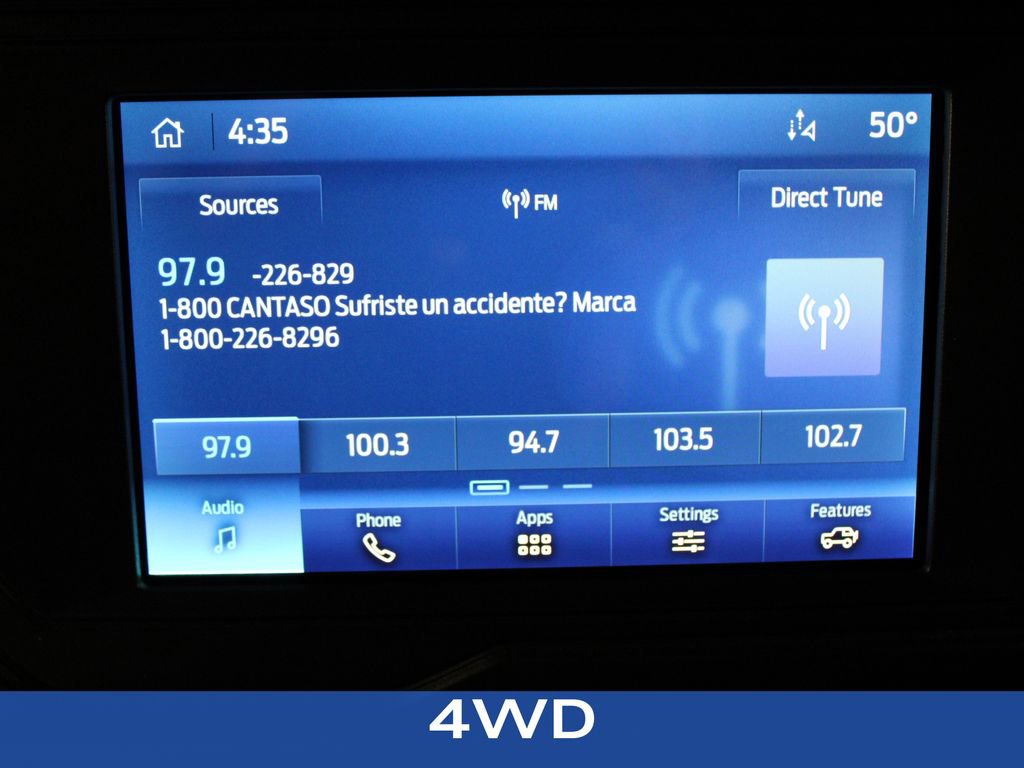 4:35
50°
Sources
FM
Direct Tune
97.9 -226-829
1-800 CANTASO Sufriste un accidente? Marca
1-800-226-8296
97.9 100.3 94.7 103.5 102.7
Audio Phone Apps Settings Features
4WD